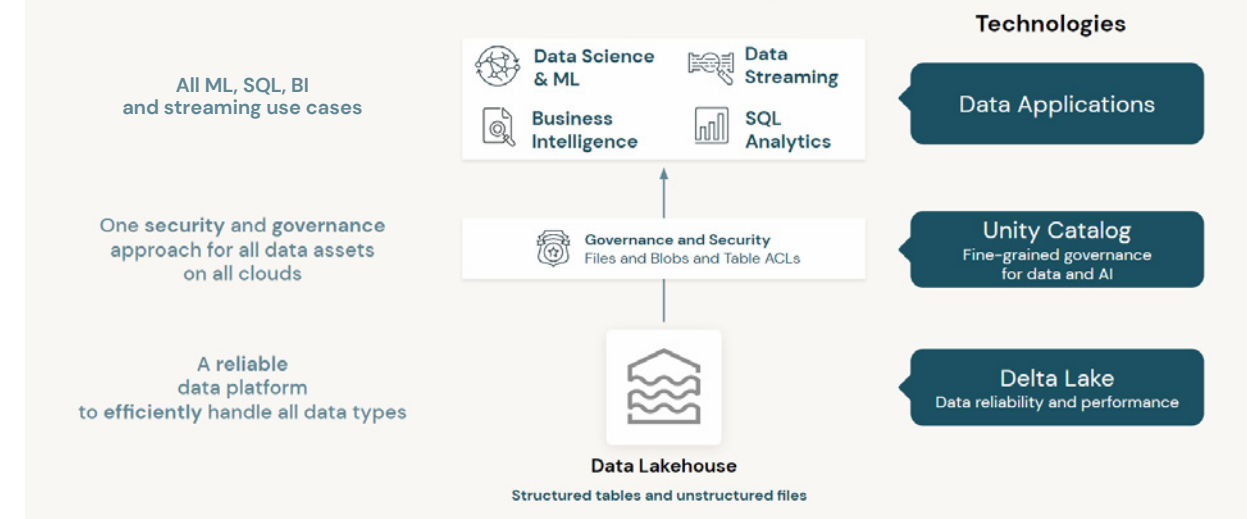 Technologies
All ML, SQL, BI
and streaming use cases
Data Science
& ML
Data
Streaming
Business
Intelligence
SQL
Analytics
Data Applications
One security and governance
approach for all data assets
on all clouds
Governance and Security
Files and Blobs and Table ACLs
Unity Catalog
Fine-grained governance
for data and AI
A reliable
data platform
to efficiently handle all data types
Delta Lake
Data reliability and performance
Data Lakehouse
Structured tables and unstructured files